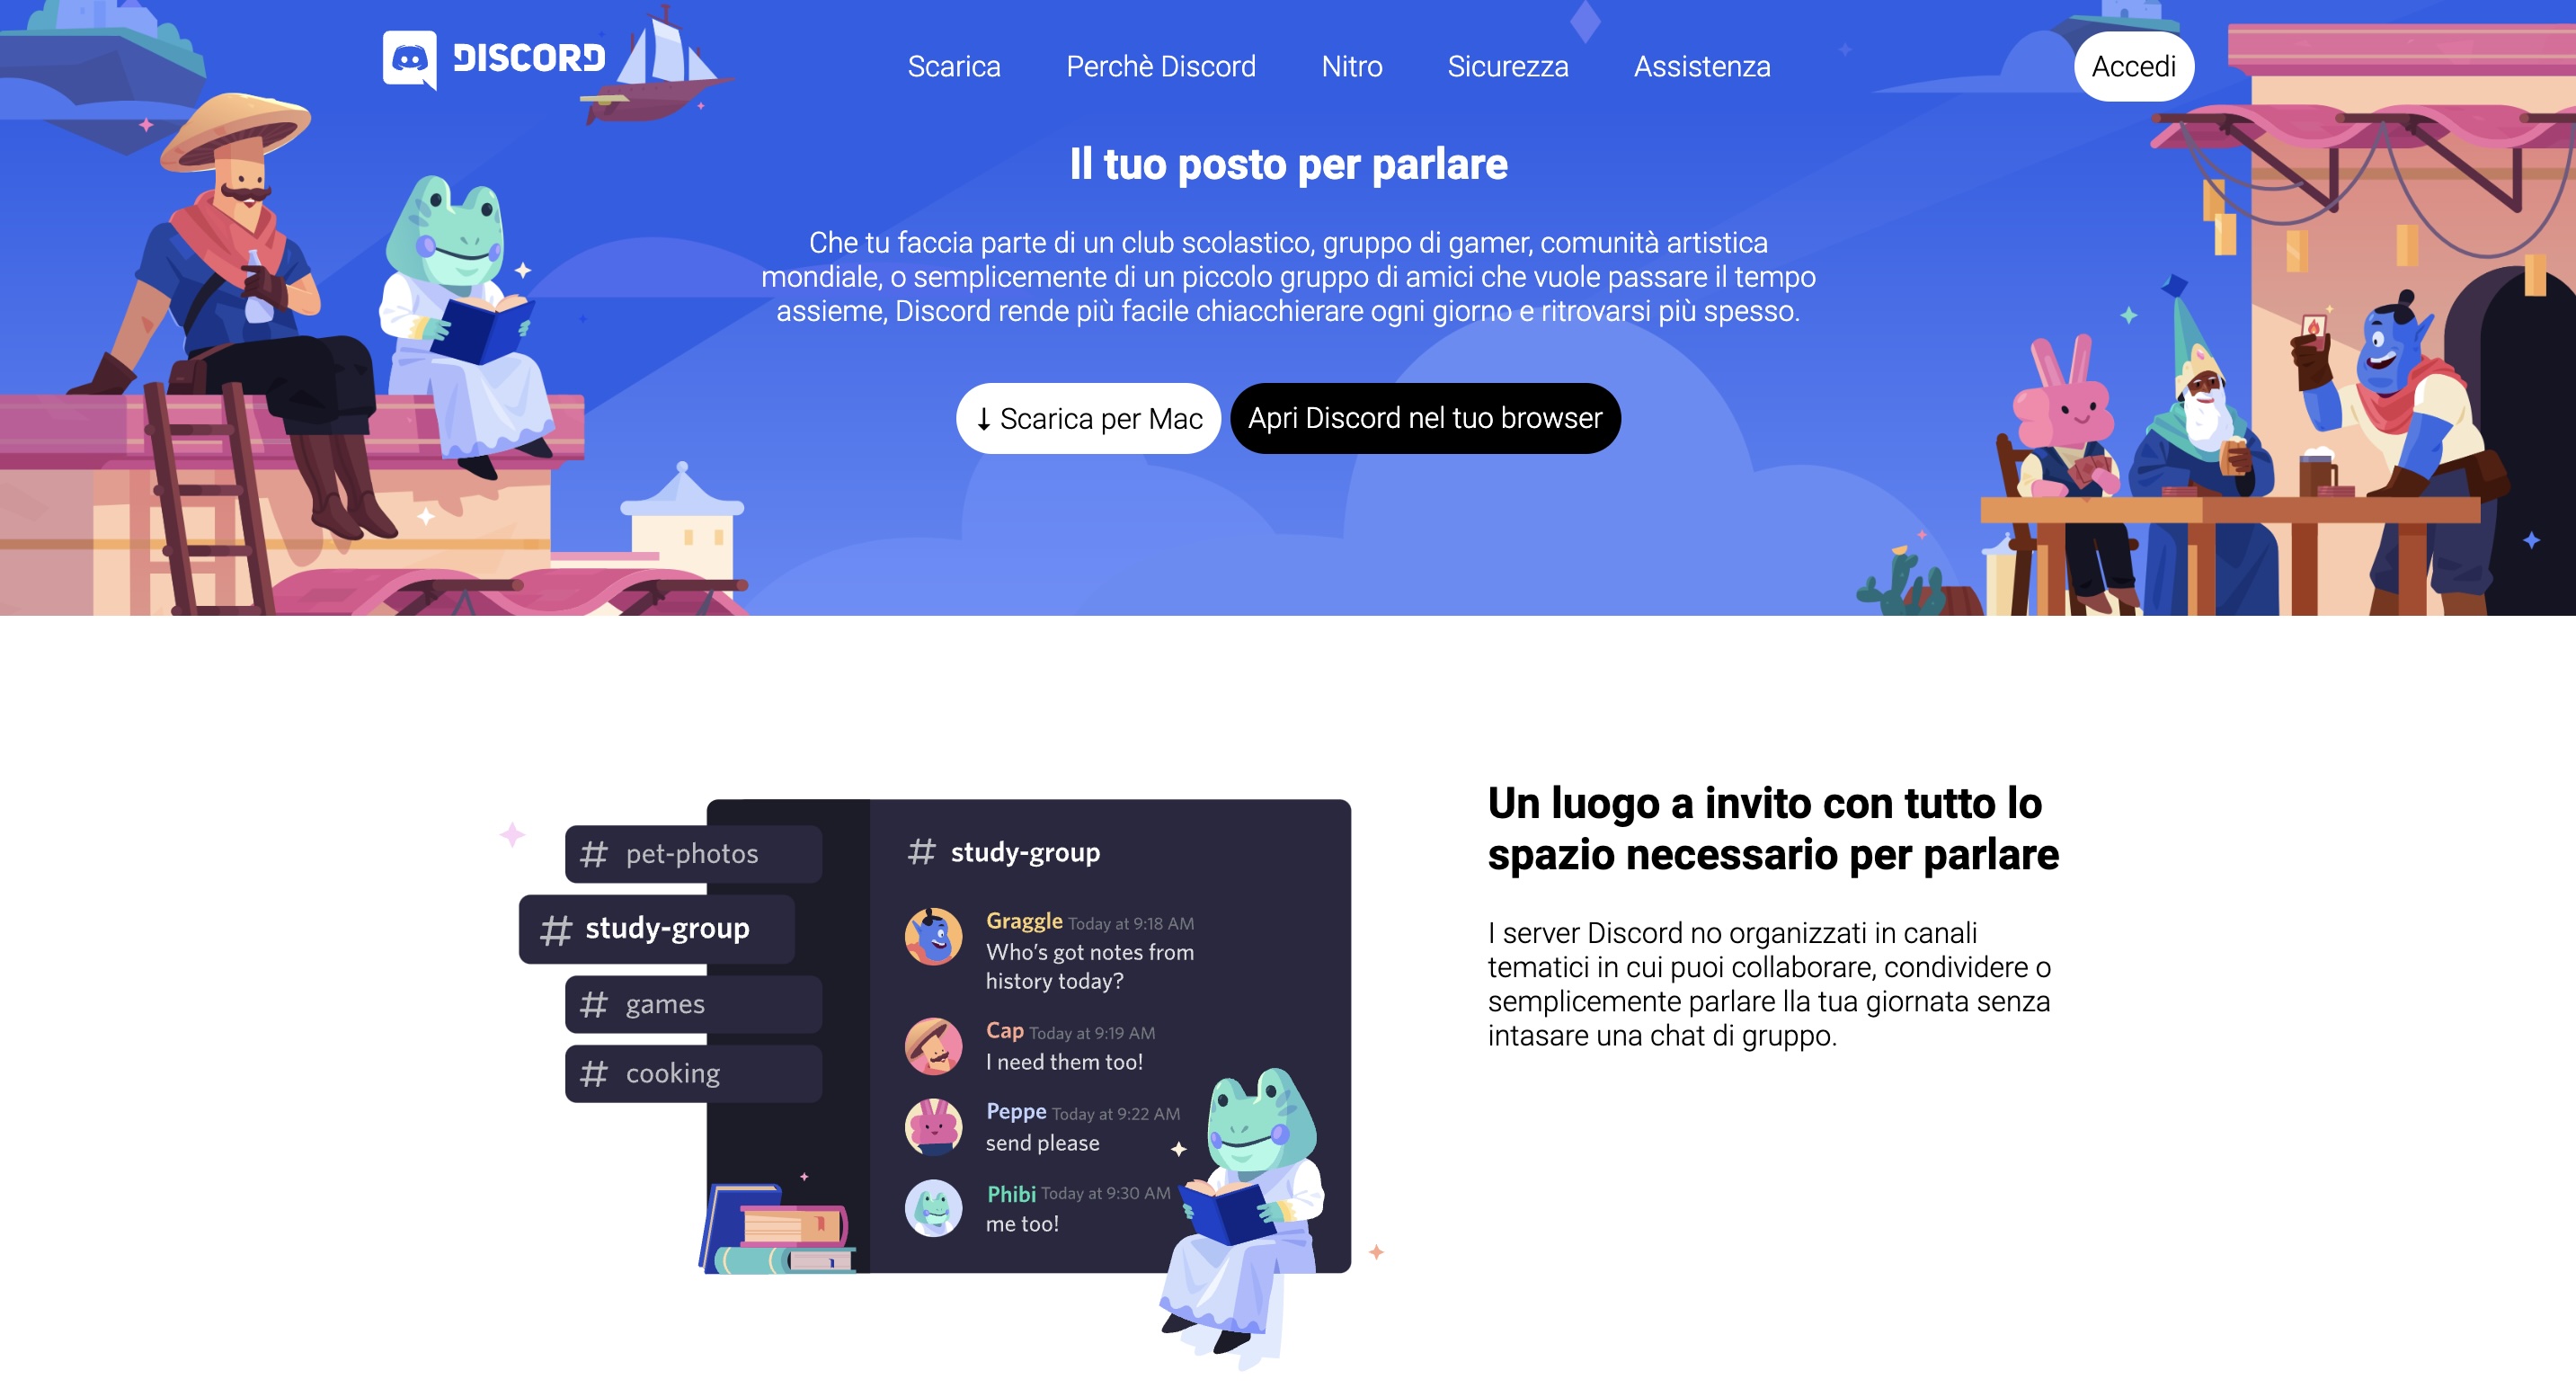 DISCORD
Scarica
Perchè Discord
Nitro
Sicurezza
Assistenza
Accedi
Il tuo posto per parlare
Che tu faccia parte di un club scolastico, gruppo di gamer, comunità artistica
mondiale, o semplicemente di un piccolo gruppo di amici che vuole passare il tempo
assieme, Discord rende più facile chiacchierare ogni giorno e ritrovarsi più spesso.
↓ Scarica per Mac
Apri Discord nel tuo browser
# pet-photos
# study-group
# games
# cooking
# study-group
Graggle Today at 9:18 AM
Who's got notes from
history today?
Cap Today at 9:19 AM
I need them too!
Peppe Today at 9:22 AM
send please
Phibi Today at 9:30 AM
me too!
Un luogo a invito con tutto lo
spazio necessario per parlare
I server Discord no organizzati in canali
tematici in cui puoi collaborare, condividere o
semplicemente parlare lla tua giornata senza
intasare una chat di gruppo.